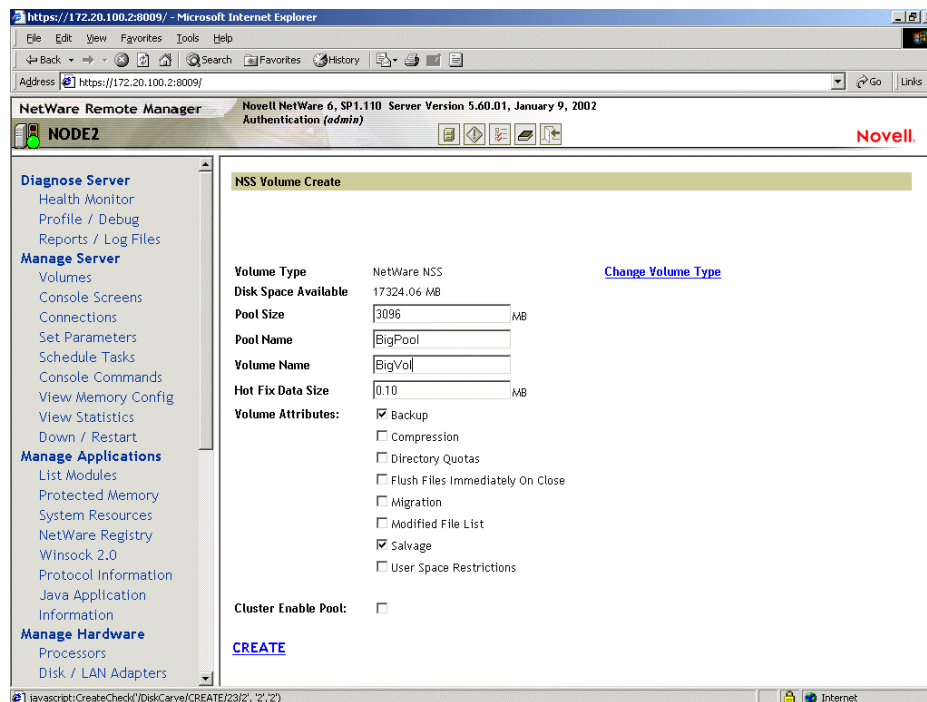 https://172.20.100.2:8009/ - Microsoft Internet Explorer
File Edit View Favorites Tools Help
Back Search Favorites History
Address https://172.20.100.2:8009/ Go Links
NetWare Remote Manager
Novell NetWare 6, SP1.110 Server Version 5.60.01, January 9, 2002
Authentication (admin)
NODE2
Novell.
Diagnose Server
Health Monitor
Profile / Debug
Reports / Log Files
Manage Server
Volumes
Console Screens
Connections
Set Parameters
Schedule Tasks
Console Commands
View Memory Config
View Statistics
Down / Restart
Manage Applications
List Modules
Protected Memory
System Resources
NetWare Registry
Winsock 2.0
Protocol Information
Java Application
Information
Manage Hardware
Processors
Disk / LAN Adapters
NSS Volume Create
Volume Type NetWare NSS Change Volume Type
Disk Space Available 17324.06 MB
Pool Size 3096 MB
Pool Name BigPool
Volume Name BigVol
Hot Fix Data Size 0.10 MB
Volume Attributes: Backup
Compression
Directory Quotas
Flush Files Immediately On Close
Migration
Modified File List
Salvage
User Space Restrictions
Cluster Enable Pool:
CREATE
javascript:CreateCheck('/DiskCarve/CREATE/23/2', '2','2') Internet